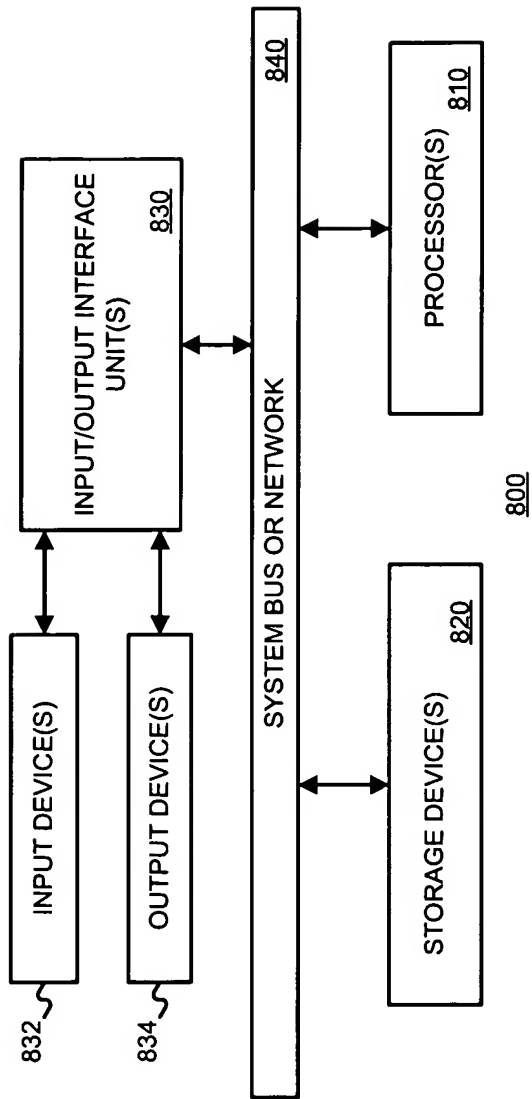 832
INPUT DEVICE(S)
834
OUTPUT DEVICE(S)
INPUT/OUTPUT INTERFACE
UNIT(S)
830
SYSTEM BUS OR NETWORK
840
STORAGE DEVICE(S)
820
PROCESSOR(S)
810
800